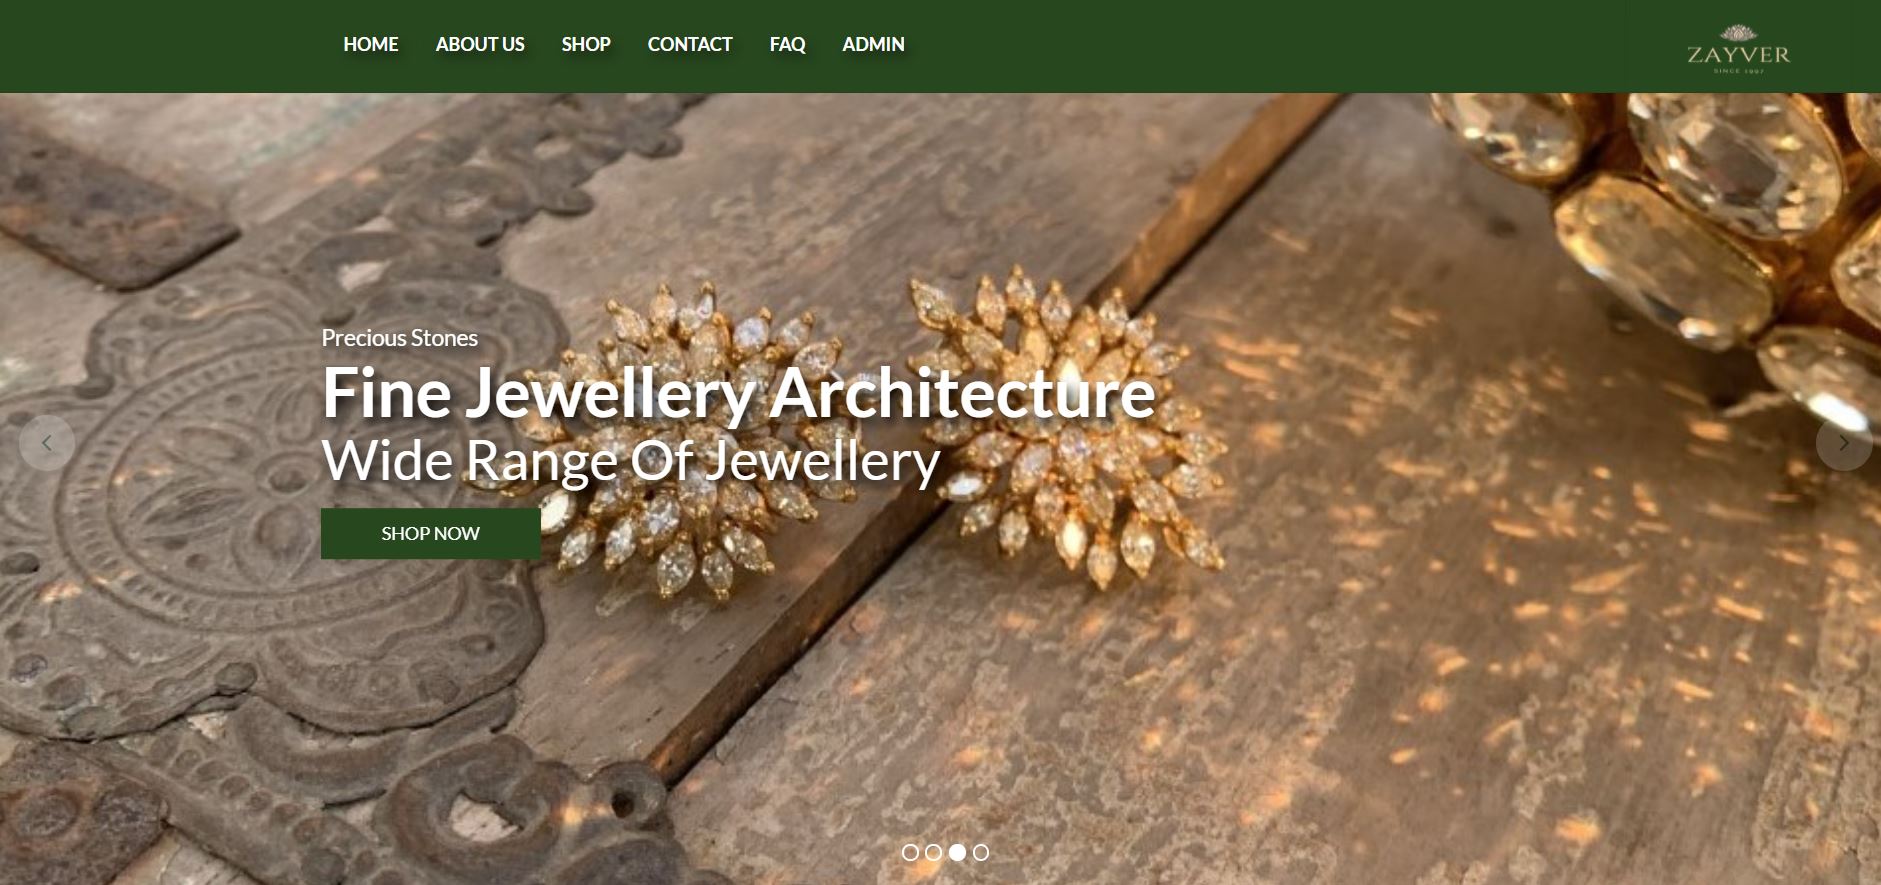 HOME ABOUT US SHOP CONTACT FAQ ADMIN
ZAYVER
SINCE 1997
Precious Stones
Fine Jewellery Architecture
Wide Range Of Jewellery
SHOP NOW